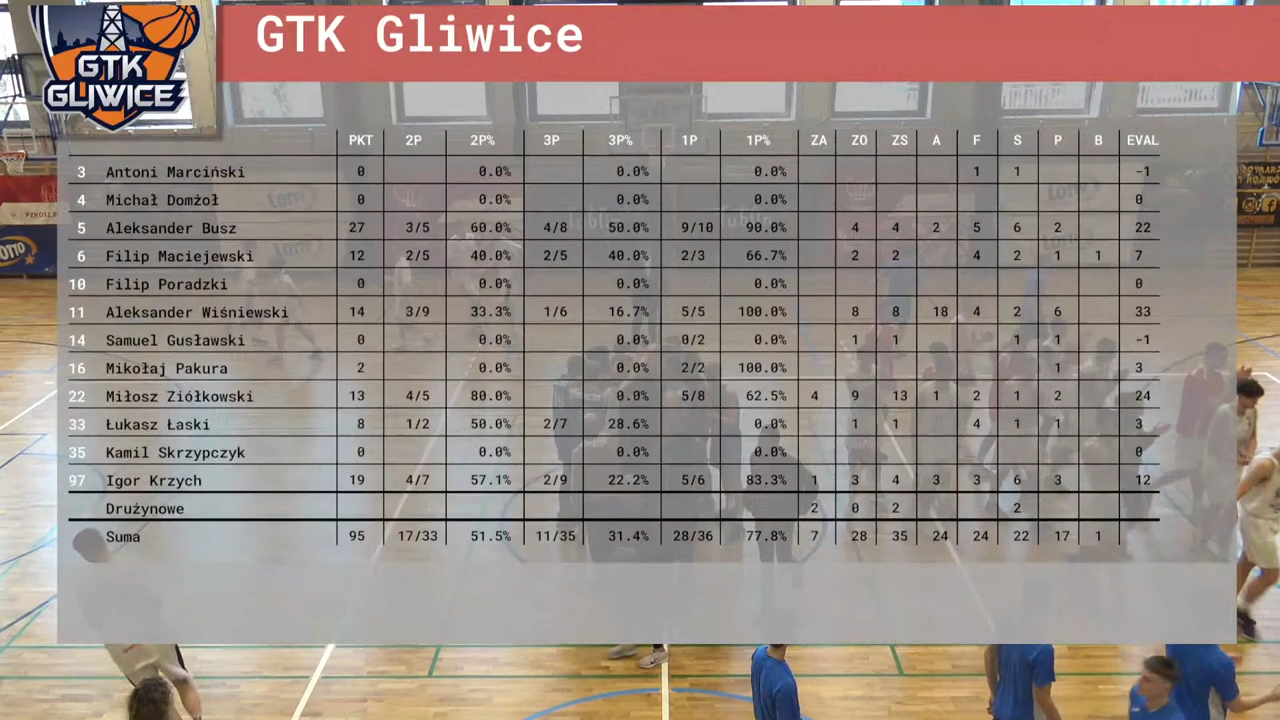 GTK Gliwice
GTK
GLIWICE
PKT 2P 2P% 3P 3P% 1P 1P% ZA ZO ZS A F S P B EVAL
3 Antoni Marciński 0 0.0% 0.0% 0.0% 1 1 -1
4 Michał Domżoł 0 0.0% 0.0% 0.0% 0
5 Aleksander Busz 27 3/5 60.0% 4/8 50.0% 9/10 90.0% 4 4 2 5 6 2 22
6 Filip Maciejewski 12 2/5 40.0% 2/5 40.0% 2/3 66.7% 2 2 4 2 1 1 7
10 Filip Poradzki 0 0.0% 0.0% 0.0% 0
11 Aleksander Wiśniewski 14 3/9 33.3% 1/6 16.7% 5/5 100.0% 8 8 18 4 2 6 33
14 Samuel Gusławski 0 0.0% 0.0% 0/2 0.0% 1 1 1 1 -1
16 Mikołaj Pakura 2 0.0% 0.0% 2/2 100.0% 1 3
22 Miłosz Ziółkowski 13 4/5 80.0% 0.0% 5/8 62.5% 4 9 13 1 2 1 2 24
33 Łukasz Łaski 8 1/2 50.0% 2/7 28.6% 0.0% 1 1 4 1 1 3
35 Kamil Skrzypczyk 0 0.0% 0.0% 0.0% 0
97 Igor Krzych 19 4/7 57.1% 2/9 22.2% 5/6 83.3% 1 3 4 3 3 6 3 12
Drużynowe 2 0 2 2
Suma 95 17/33 51.5% 11/35 31.4% 28/36 77.8% 7 28 35 24 24 22 17 1
LOTTO